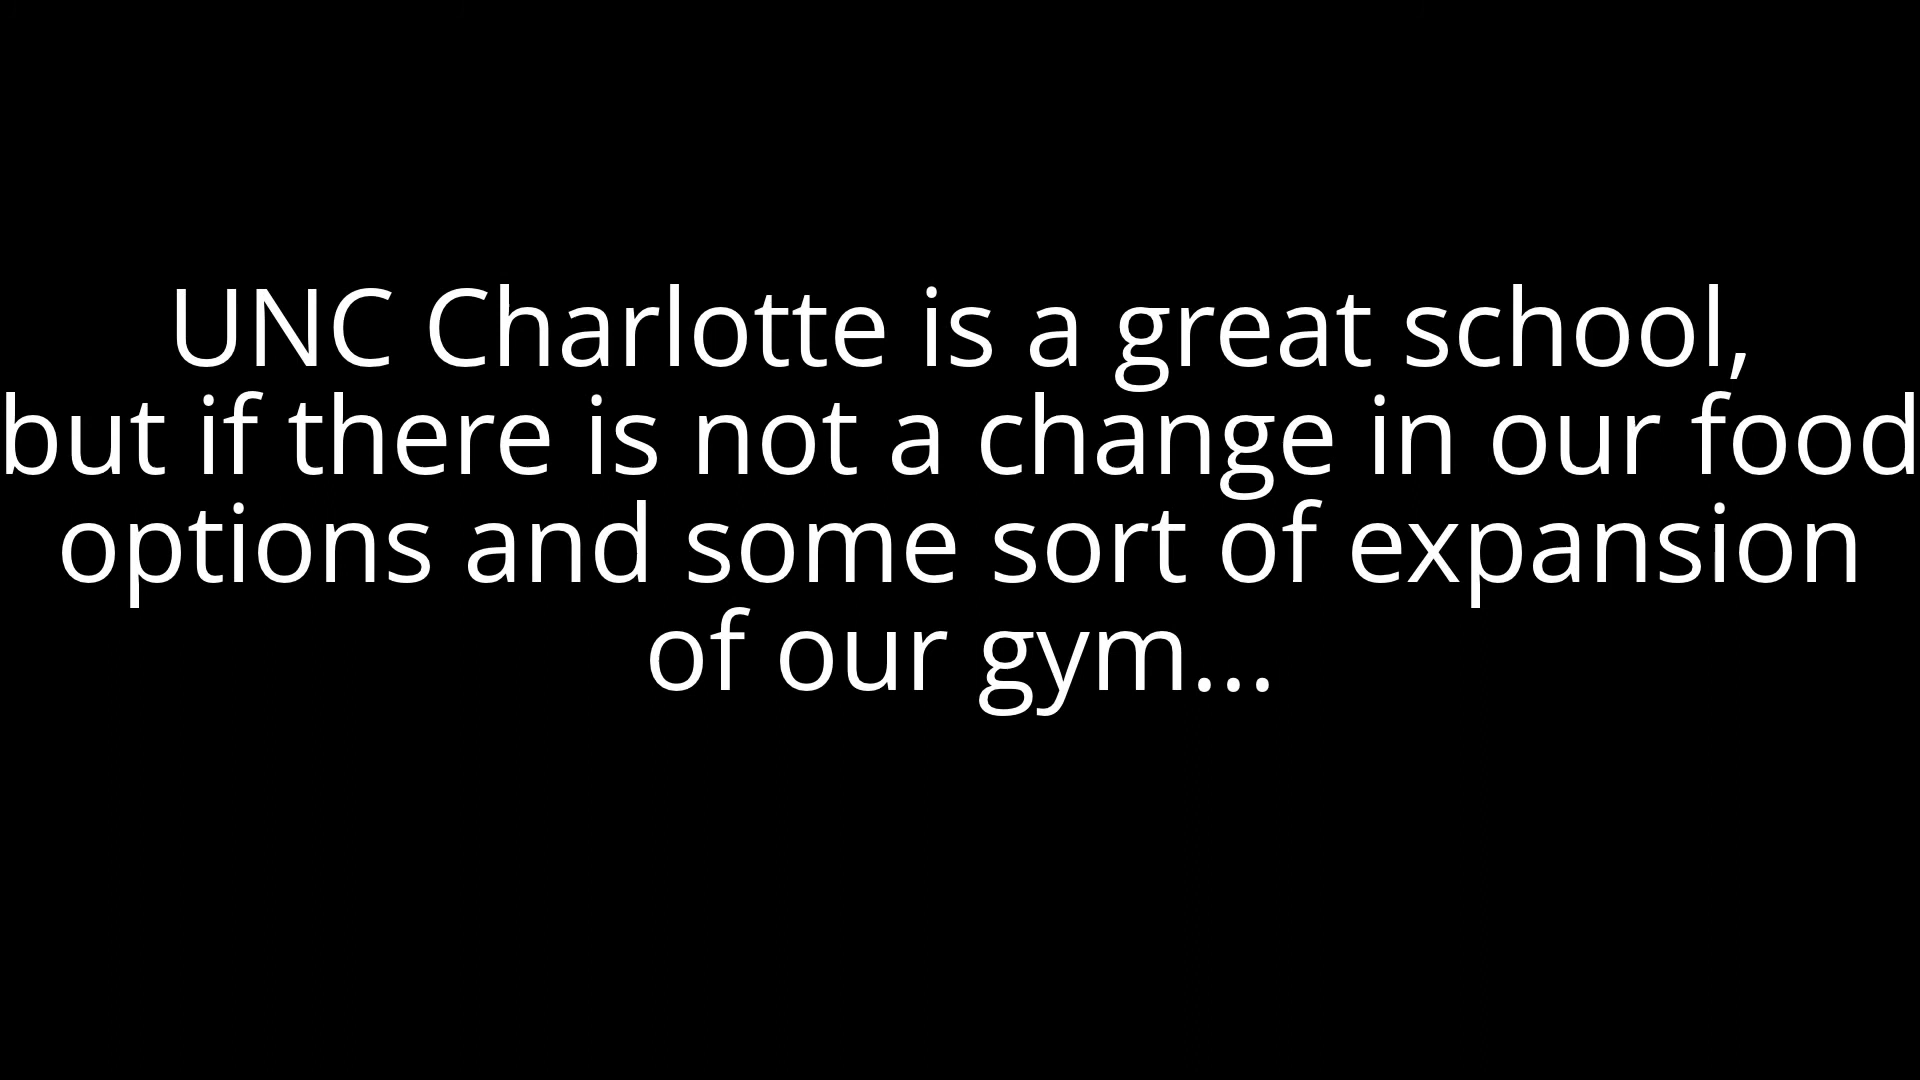 UNC Charlotte is a great school,
but if there is not a change in our food
options and some sort of expansion
of our gym...